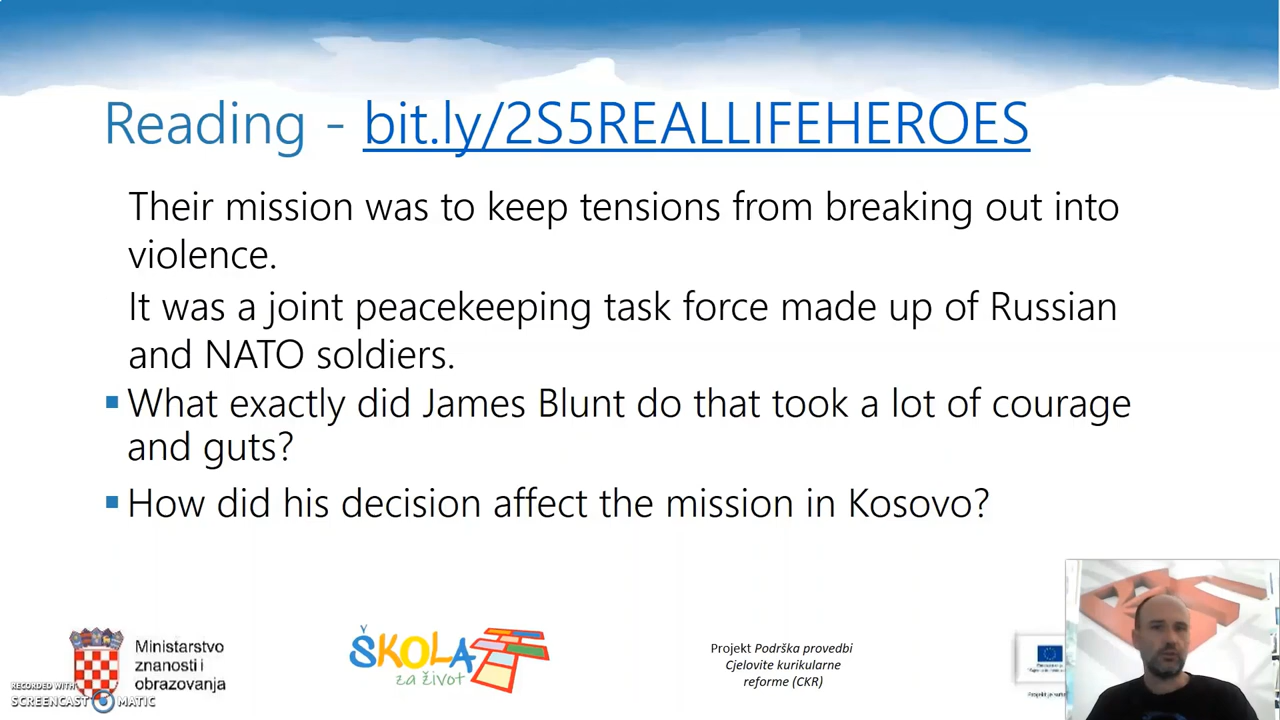 Reading - bit.ly/2S5REALLIFEHEROES
Their mission was to keep tensions from breaking out into
violence.
It was a joint peacekeeping task force made up of Russian
and NATO soldiers.
What exactly did James Blunt do that took a lot of courage
and guts?
How did his decision affect the mission in Kosovo?
Ministarstvo
znanosti i
obrazovanja
RECORDED WITH
SCREENCAST MATIC
ŠKOLA
za život
Projekt Podrška provedbi
Cjelovite kurikularne
reforme (CKR)